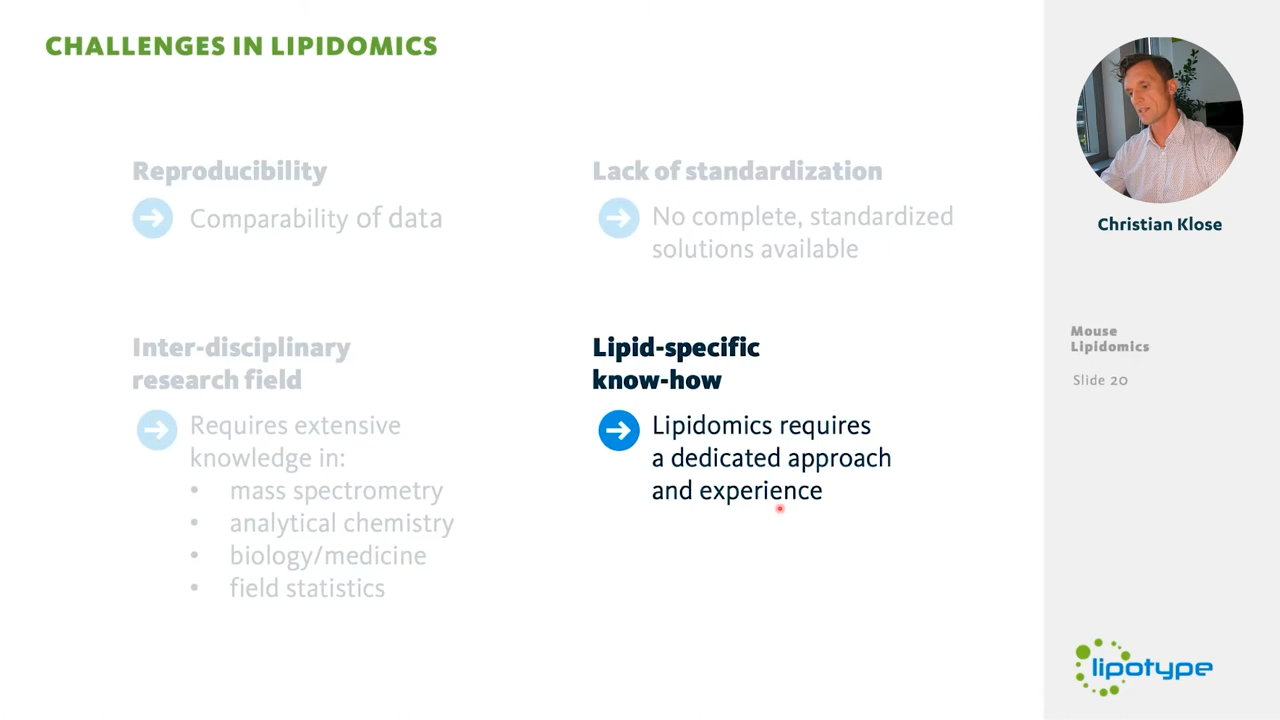 CHALLENGES IN LIPIDOMICS
Reproducibility
Comparability of data
Lack of standardization
No complete, standardized
solutions available
Inter-disciplinary
research field
Requires extensive
knowledge in:
• mass spectrometry
• analytical chemistry
• biology/medicine
• field statistics
Lipid-specific
know-how
Lipidomics requires
a dedicated approach
and experience
Christian Klose
Mouse
Lipidomics
Slide 20
lipotype